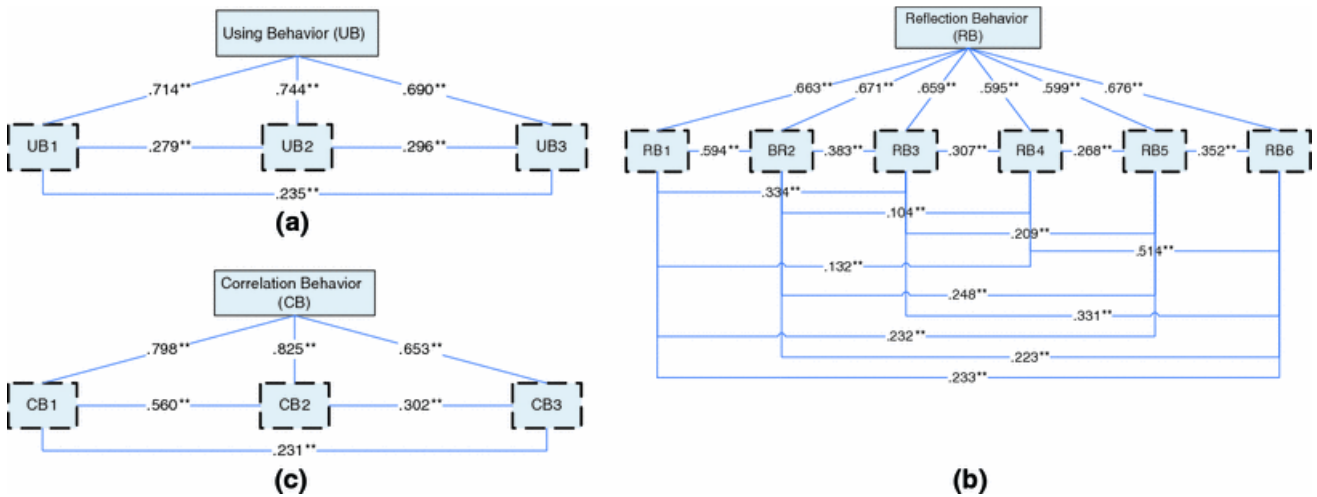 Using Behavior (UB)
.714** .744** .690**
UB1 .279** UB2 .296** UB3
.235**
(a)
Correlation Behavior
(CB)
.798** .825** .653**
CB1 .560** CB2 .302** CB3
.231**
(c)
Reflection Behavior
(RB)
.663** .671** .659** .595** .599** .676**
RB1 .594** BR2 .383** RB3 .307** RB4 .268** RB5 .352** RB6
.334**
.104**
.209**
.514**
.132**
.248**
.331**
.232**
.223**
.233**
(b)